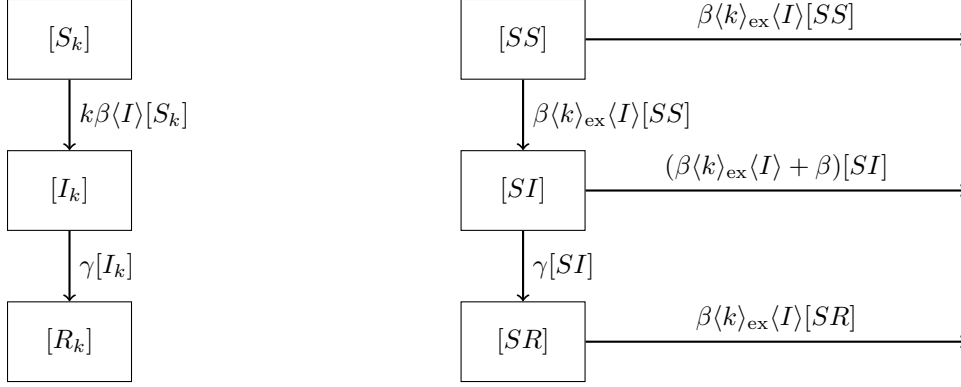 [S_k]
kβ⟨I⟩[S_k]
[I_k]
γ[I_k]
[R_k]
[SS]
β⟨k⟩_ex⟨I⟩[SS]
β⟨k⟩_ex⟨I⟩[SS]
[SI]
(β⟨k⟩_ex⟨I⟩ + β)[SI]
γ[SI]
[SR]
β⟨k⟩_ex⟨I⟩[SR]